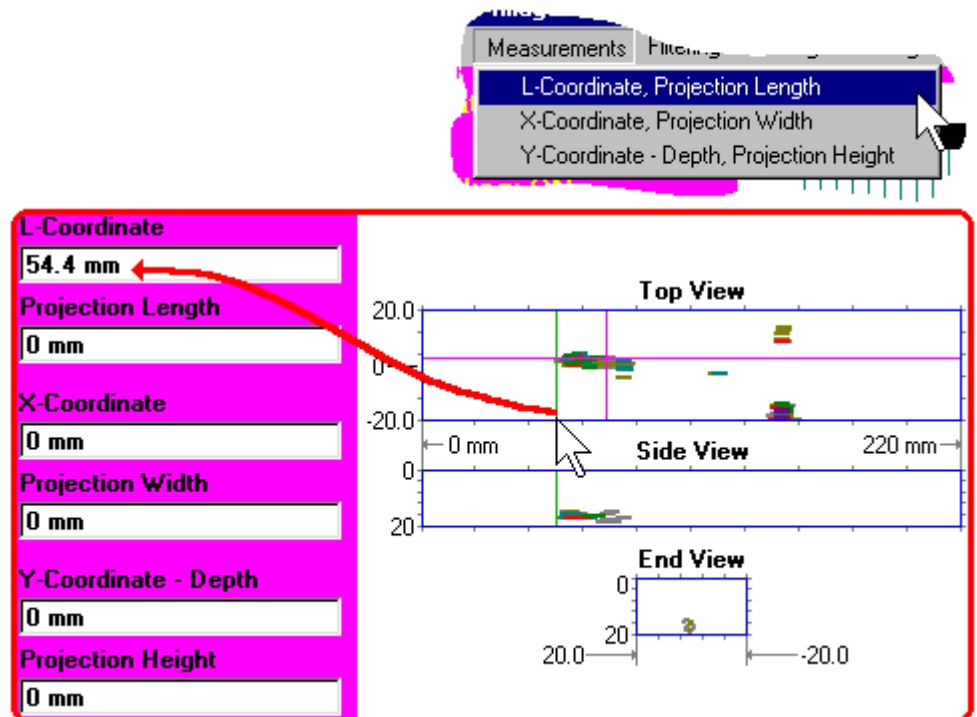 Measurements
L-Coordinate, Projection Length
X-Coordinate, Projection Width
Y-Coordinate - Depth, Projection Height
L-Coordinate
54.4 mm
Projection Length
0 mm
X-Coordinate
0 mm
Projection Width
0 mm
Y-Coordinate - Depth
0 mm
Projection Height
0 mm
Top View
20.0
0
-20.0
0 mm
220 mm
Side View
0
20
End View
0
20
20.0
-20.0